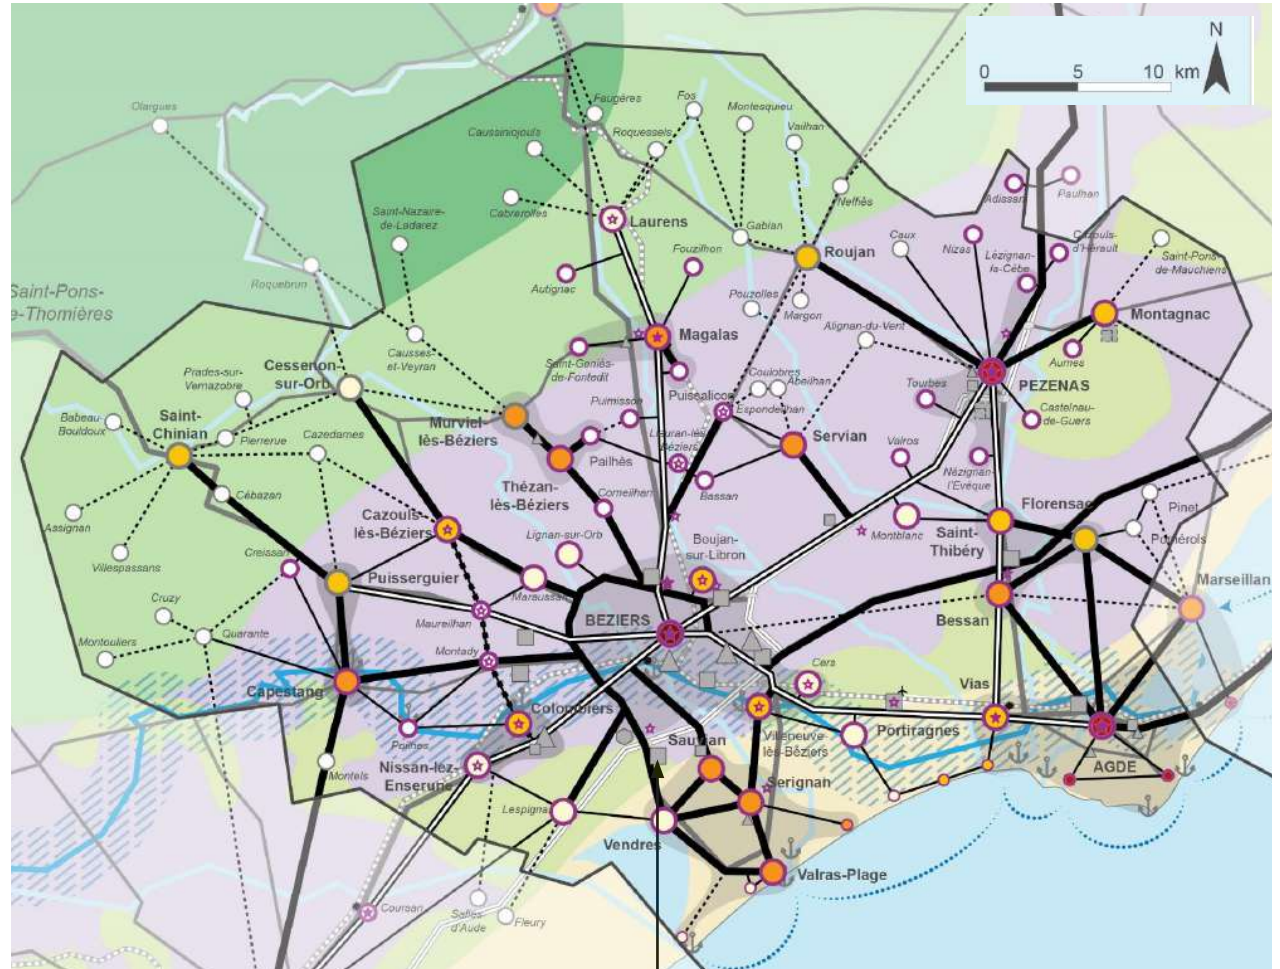 N
0 5 10 km
Olargues
Faugères
Fos
Montesquieu
Vailhan
Caussiniojouls
Roquessels
Neffiès
Adissan
Paulhan
Cabrerolles
Saint-Nazaire-
de-Ladarez
Laurens
Gabian
Caux
Nizas
Lézignan-
la-Cèbe
Cazouls-
d'Hérault
Saint-Pons-
de-Mauchiens
Roquebrun
Fouzilhon
Roujan
Autignac
Saint-Pons-
e-Thomières
Pouzolles
Margon
Montagnac
Magalas
Alignan-du-Vent
Causses-
et-Veyran
Saint-Geniès-
de-Fontedit
Aumes
Cessenon-
sur-Orb
Prades-sur-
Vernazobre
Coulobres
Abeilhan
Tourbes
PEZENAS
Puissalicon
Espondeilhan
Castelnau-
de-Guers
Babeau-
Bouldoux
Saint-
Chinian
Pierrerue
Cazedarnes
Murviel-
lès-Béziers
Puimisson
Lieuran-lès-
Béziers
Servian
Valros
Pailhès
Nézignan-
l'Evêque
Cébazan
Thézan-
lès-Béziers
Corneilhan
Bassan
Florensac
Pinet
Assignan
Cazouls-
lès-Béziers
Lignan-sur-Orb
Boujan-
sur-Libron
Montblanc
Saint-
Thibéry
Pomérols
Villespassans
Creissan
Puisserguier
Maraussan
Marseillan
Cruzy
Maureilhan
BEZIERS
Bessan
Montouliers
Quarante
Montady
Cers
Capestang
Vias
Colombiers
Poilhes
Sauvian
Villeneuve-
lès-Béziers
Portiragnes
Montels
Nissan-lez-
Enserune
AGDE
Serignan
Lespignan
Vendres
Valras-Plage
Coursan
Salles
d'Aude
Fleury